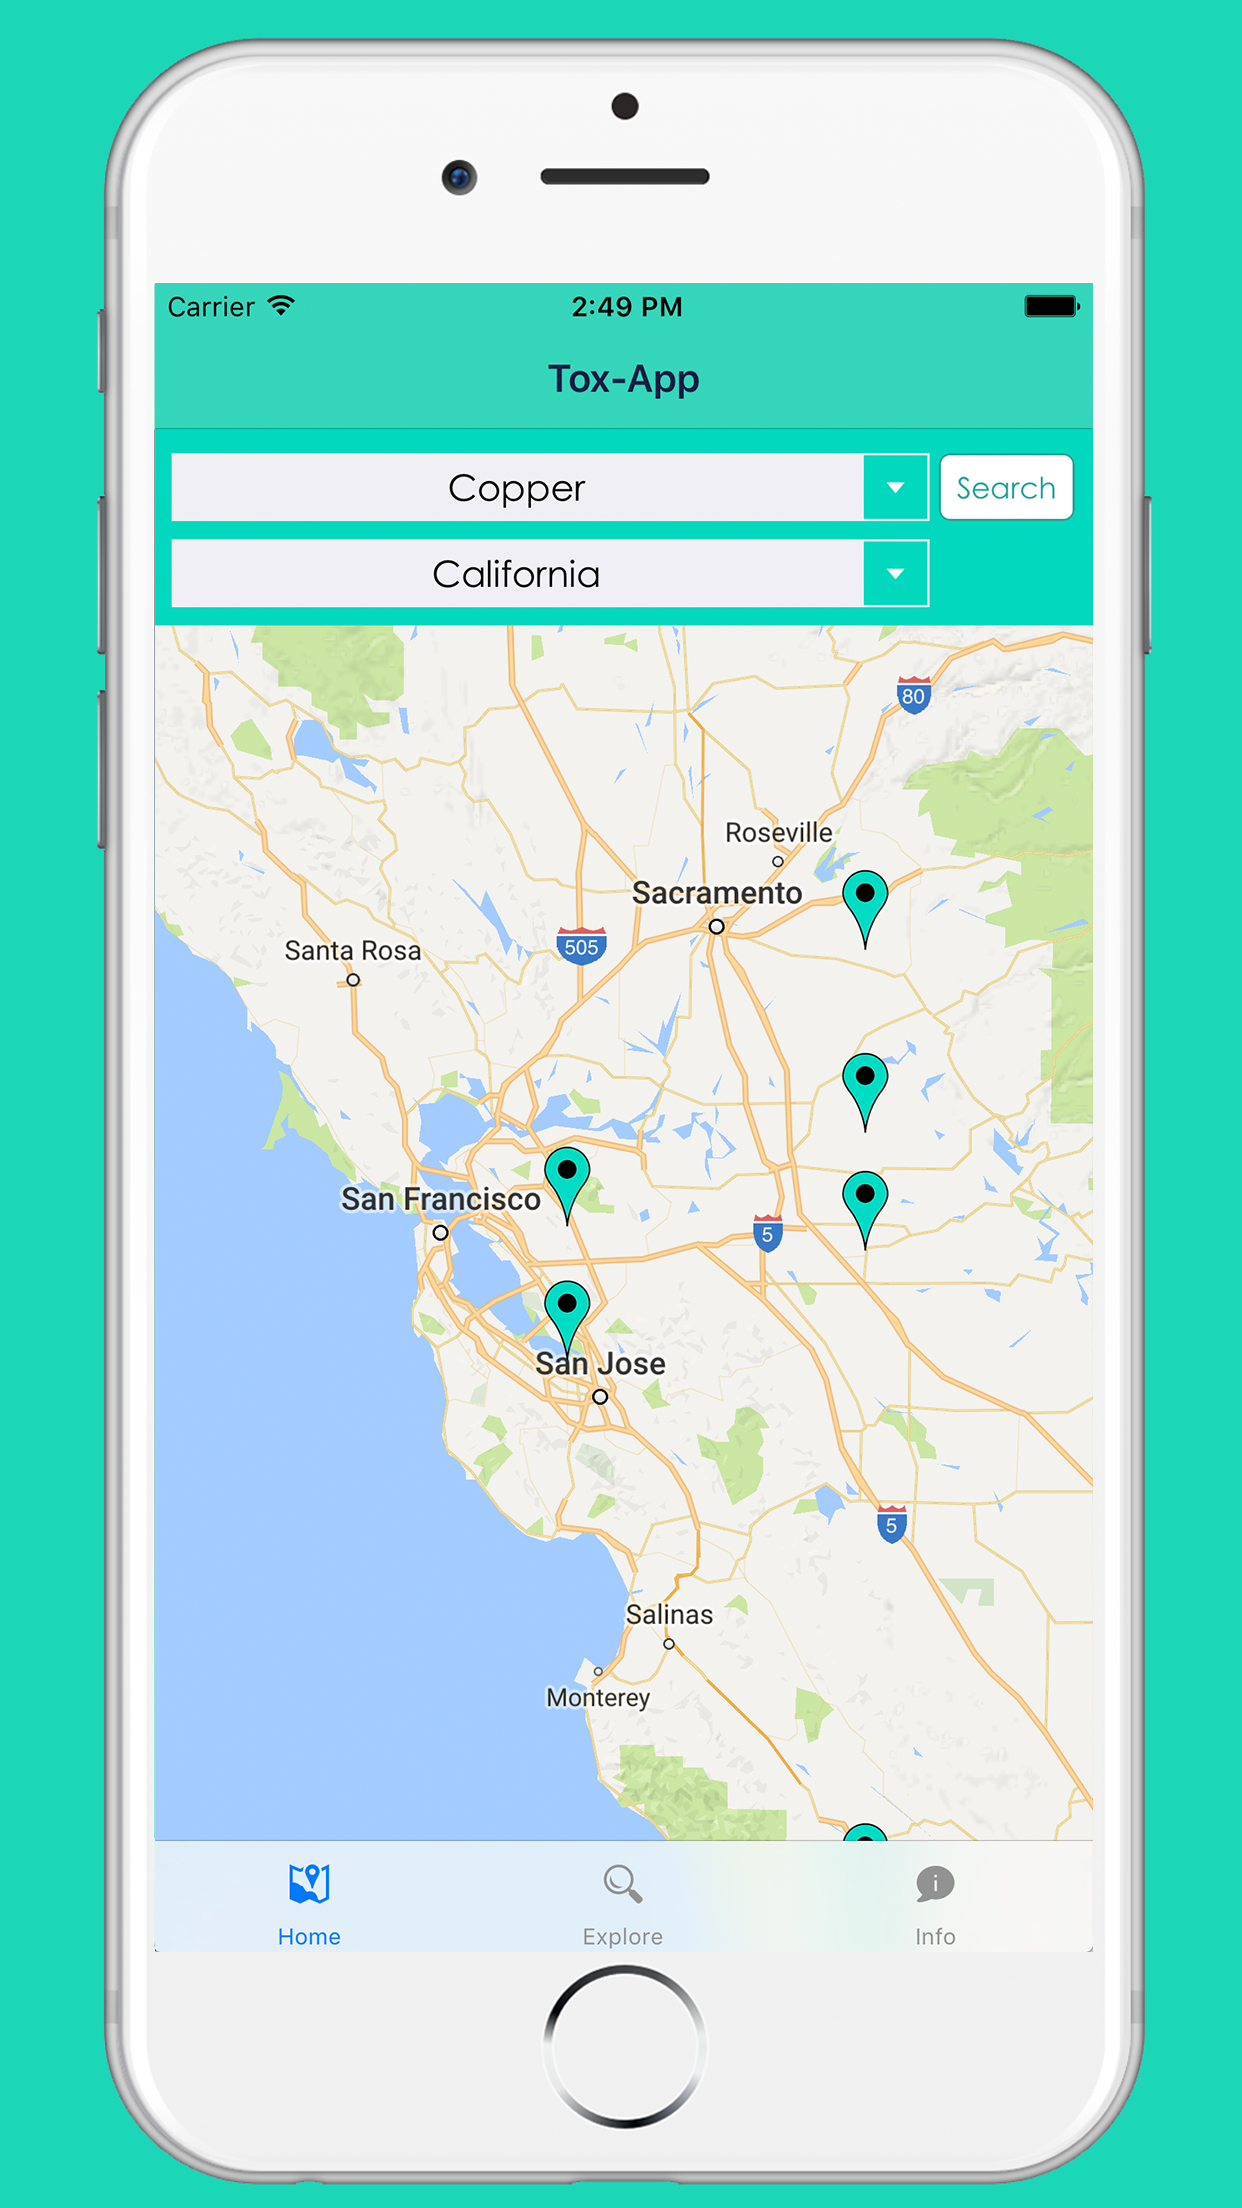 Carrier 2:49 PM
Tox-App
Copper
Search
California
80
Roseville
Sacramento
505
Santa Rosa
San Francisco
5
San Jose
5
Salinas
Monterey
Home
Explore
Info